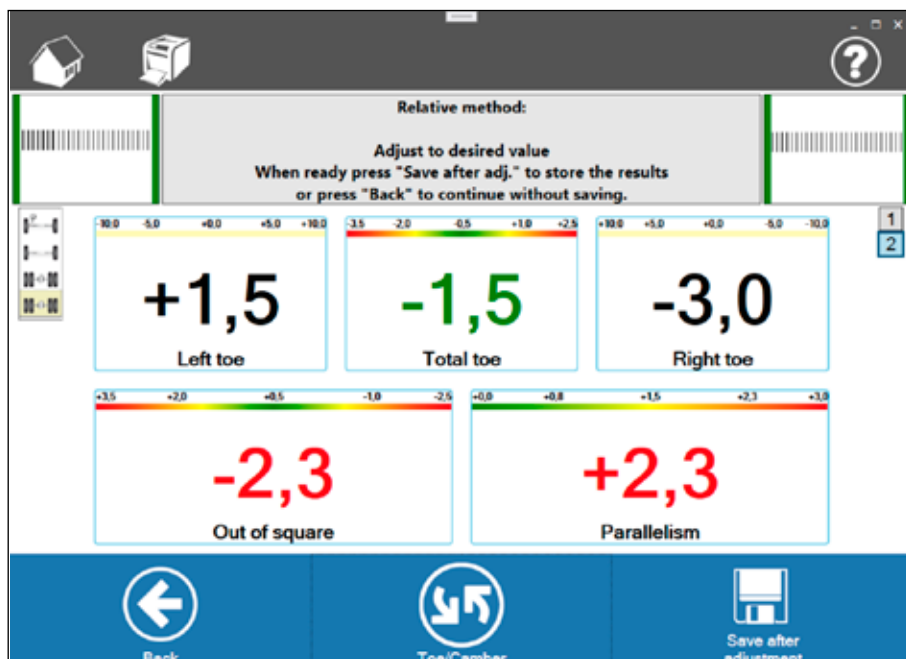 ?
Relative method:
Adjust to desired value
When ready press "Save after adj." to store the results
or press "Back" to continue without saving.
1
2
-10,0 -5,0 +0,0 +5,0 +10,0
-3,5 -2,0 -0,5 +1,0 +2,5
+10,0 +5,0 +0,0 -5,0 -10,0
+1,5
-1,5
-3,0
Left toe
Total toe
Right toe
+3,5 +2,0 +0,5 -1,0 -2,5
+0,0 +0,8 +1,5 +2,3 +3,0
-2,3
+2,3
Out of square
Parallelism
Back
Toe/Camber
Save after
adjustment